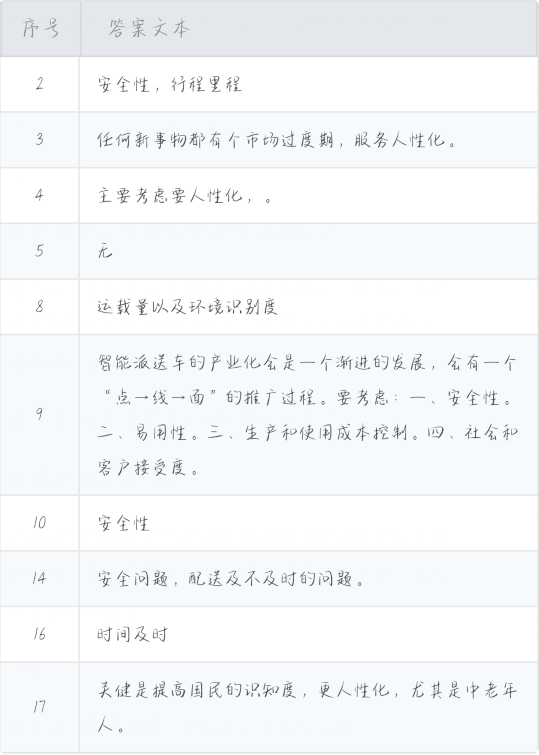 序号 答案文本
2 安全性，行程里程
3 任何新事物都有个市场过度期，服务人性化。
4 主要考虑要人性化，。
5 无
8 运载量以及环境识别度
智能派送车的产业化会是一个渐进的发展，会有一个
“点→线→面”的推广过程。要考虑：一、安全性。
9
二、易用性。三、生产和使用成本控制。四、社会和
客户接受度。
10 安全性
14 安全问题，配送及不及时的问题。
16 时间及时
17 关健是提高国民的识知度，更人性化，尤其是中老年
人。